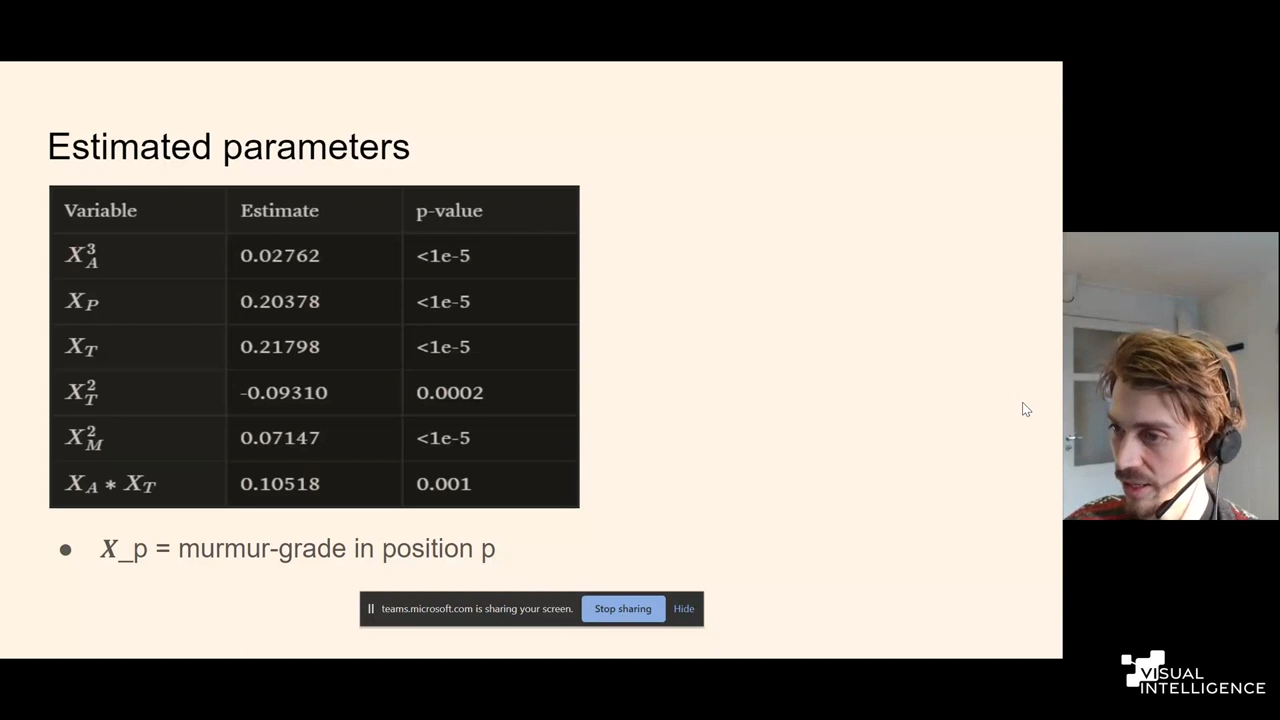 Estimated parameters
Variable Estimate p-value
X_A^3 0.02762 <1e-5
X_P 0.20378 <1e-5
X_T 0.21798 <1e-5
X_T^2 -0.09310 0.0002
X_M^2 0.07147 <1e-5
X_A * X_T 0.10518 0.001
● X_p = murmur-grade in position p
teams.microsoft.com is sharing your screen. Stop sharing Hide
VISUAL
INTELLIGENCE